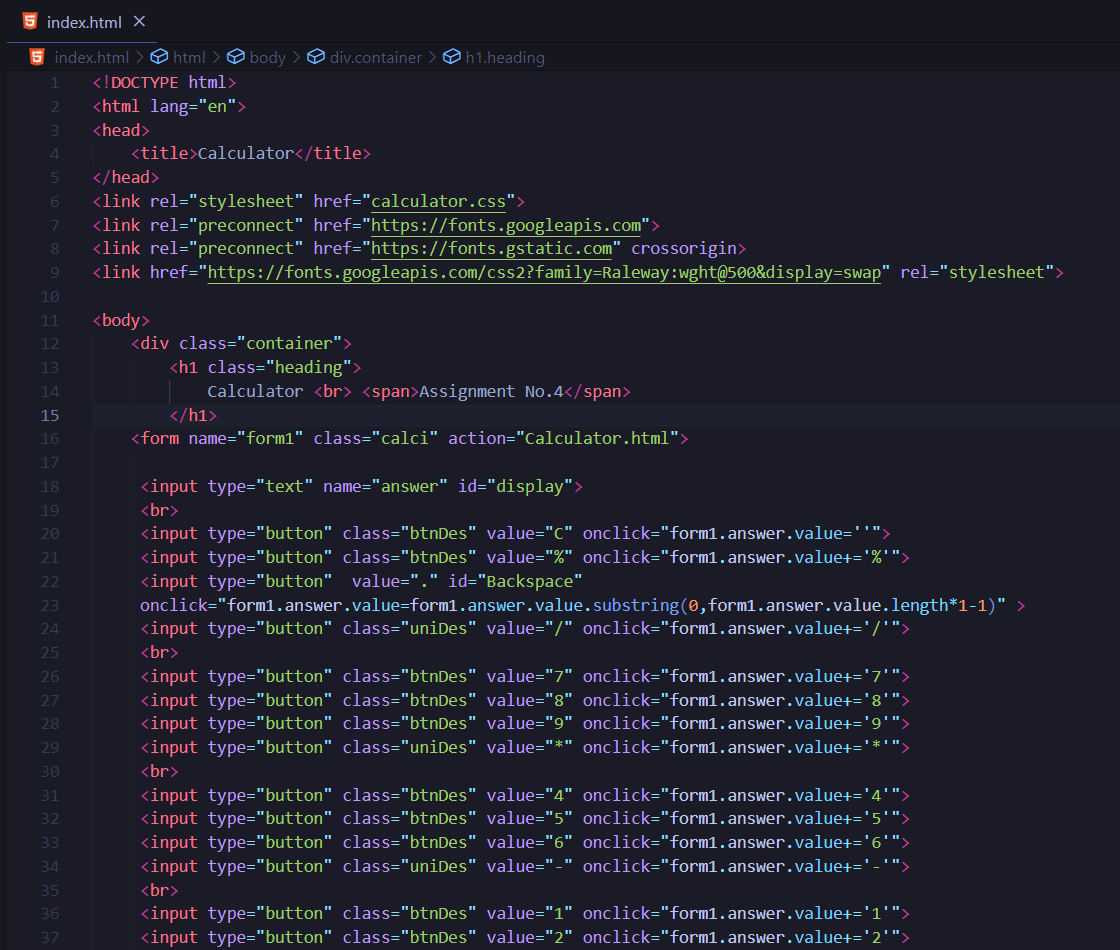 index.html
index.html > html > body > div.container > h1.heading
1 <!DOCTYPE html>
2 <html lang="en">
3 <head>
4 <title>Calculator</title>
5 </head>
6 <link rel="stylesheet" href="calculator.css">
7 <link rel="preconnect" href="https://fonts.googleapis.com">
8 <link rel="preconnect" href="https://fonts.gstatic.com" crossorigin>
9 <link href="https://fonts.googleapis.com/css2?family=Raleway:wght@500&display=swap" rel="stylesheet">
10
11 <body>
12 <div class="container">
13 <h1 class="heading">
14 Calculator <br> <span>Assignment No.4</span>
15 </h1>
16 <form name="form1" class="calci" action="Calculator.html">
17
18 <input type="text" name="answer" id="display">
19 <br>
20 <input type="button" class="btnDes" value="C" onclick="form1.answer.value=''">
21 <input type="button" class="btnDes" value="%" onclick="form1.answer.value+='%'">
22 <input type="button"  value="." id="Backspace"
23 onclick="form1.answer.value=form1.answer.value.substring(0,form1.answer.value.length*1-1)" >
24 <input type="button" class="uniDes" value="/" onclick="form1.answer.value+='/'">
25 <br>
26 <input type="button" class="btnDes" value="7" onclick="form1.answer.value+='7'">
27 <input type="button" class="btnDes" value="8" onclick="form1.answer.value+='8'">
28 <input type="button" class="btnDes" value="9" onclick="form1.answer.value+='9'">
29 <input type="button" class="uniDes" value="*" onclick="form1.answer.value+='*'">
30 <br>
31 <input type="button" class="btnDes" value="4" onclick="form1.answer.value+='4'">
32 <input type="button" class="btnDes" value="5" onclick="form1.answer.value+='5'">
33 <input type="button" class="btnDes" value="6" onclick="form1.answer.value+='6'">
34 <input type="button" class="uniDes" value="-" onclick="form1.answer.value+='-'">
35 <br>
36 <input type="button" class="btnDes" value="1" onclick="form1.answer.value+='1'">
37 <input type="button" class="btnDes" value="2" onclick="form1.answer.value+='2'">